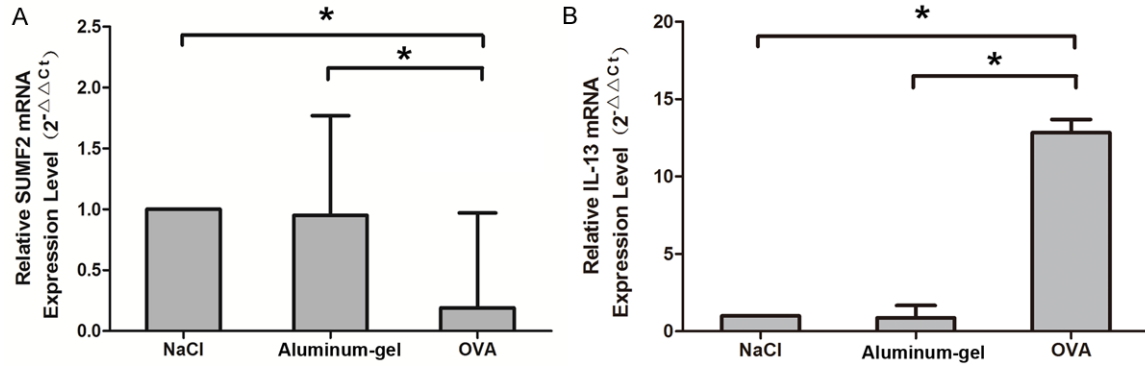 A
Relative SUMF2 mRNA
Expression Level (2-△△Ct)
2.5
2.0
1.5
1.0
0.5
0.0
*
*
NaCl
Aluminum-gel
OVA
B
Relative IL-13 mRNA
Expression Level (2-△△Ct)
20
15
10
5
0
*
*
NaCl
Aluminum-gel
OVA